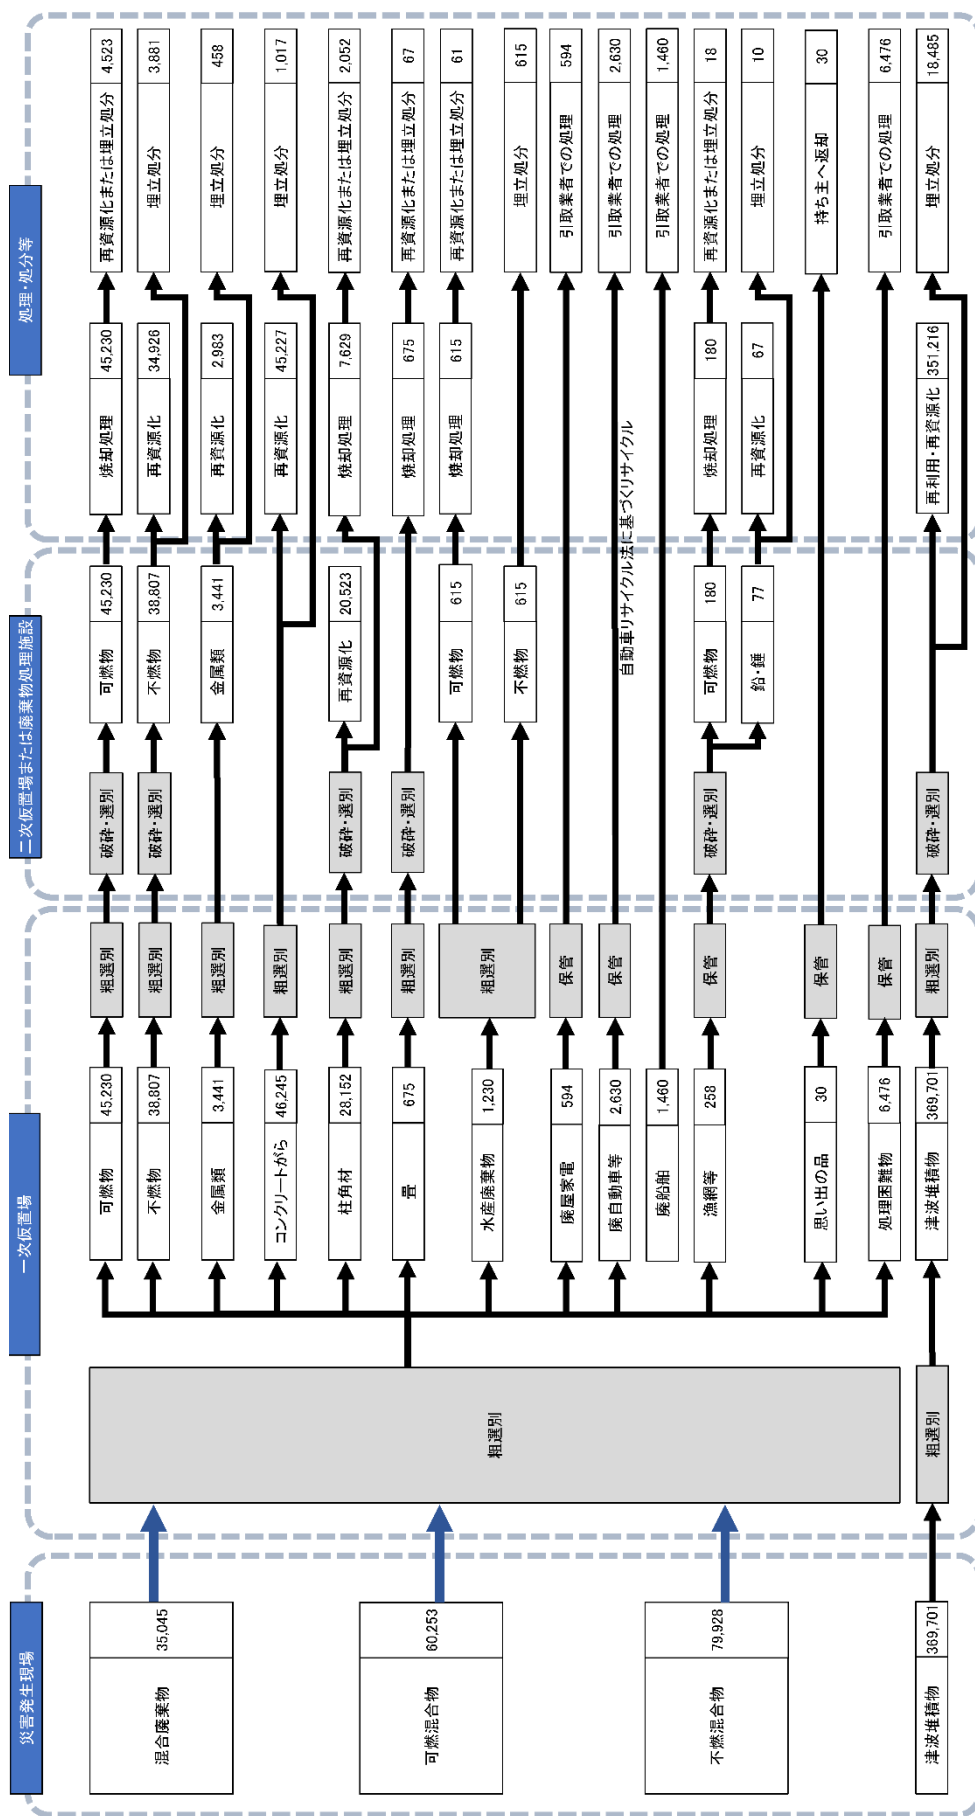 災害発生現場
一次仮置場
二次仮置場または廃棄物処理施設
処理・処分等
混合廃棄物 35,045
可燃混合物 60,253
不燃混合物 79,928
津波堆積物 369,701
粗選別
粗選別
可燃物 45,230 粗選別 破砕・選別 可燃物 45,230 焼却処理 45,230 再資源化または埋立処分 4,523
不燃物 38,807 粗選別 破砕・選別 不燃物 38,807 再資源化 34,926 埋立処分 3,881
金属類 3,441 粗選別 金属類 3,441 再資源化 2,983 埋立処分 458
コンクリートがら 46,245 粗選別 再資源化 45,227 埋立処分 1,017
柱角材 28,152 粗選別 破砕・選別 再資源化 20,523 焼却処理 7,629 再資源化または埋立処分 2,052
畳 675 粗選別 破砕・選別 焼却処理 675 再資源化または埋立処分 67
水産廃棄物 1,230 粗選別 可燃物 615 焼却処理 615 再資源化または埋立処分 61
不燃物 615 埋立処分 615
廃屋家電 594 保管 引取業者での処理 594
廃自動車等 2,630 保管 引取業者での処理 2,630
自動車リサイクル法に基づくリサイクル
廃船舶 1,460 引取業者での処理 1,460
漁網等 258 保管 破砕・選別 可燃物 180 焼却処理 180 再資源化または埋立処分 18
鉛・錘 77 再資源化 67 埋立処分 10
思い出の品 30 保管 持ち主へ返却 30
処理困難物 6,476 保管 引取業者での処理 6,476
津波堆積物 369,701 粗選別 破砕・選別 再利用・再資源化 351,216 埋立処分 18,485